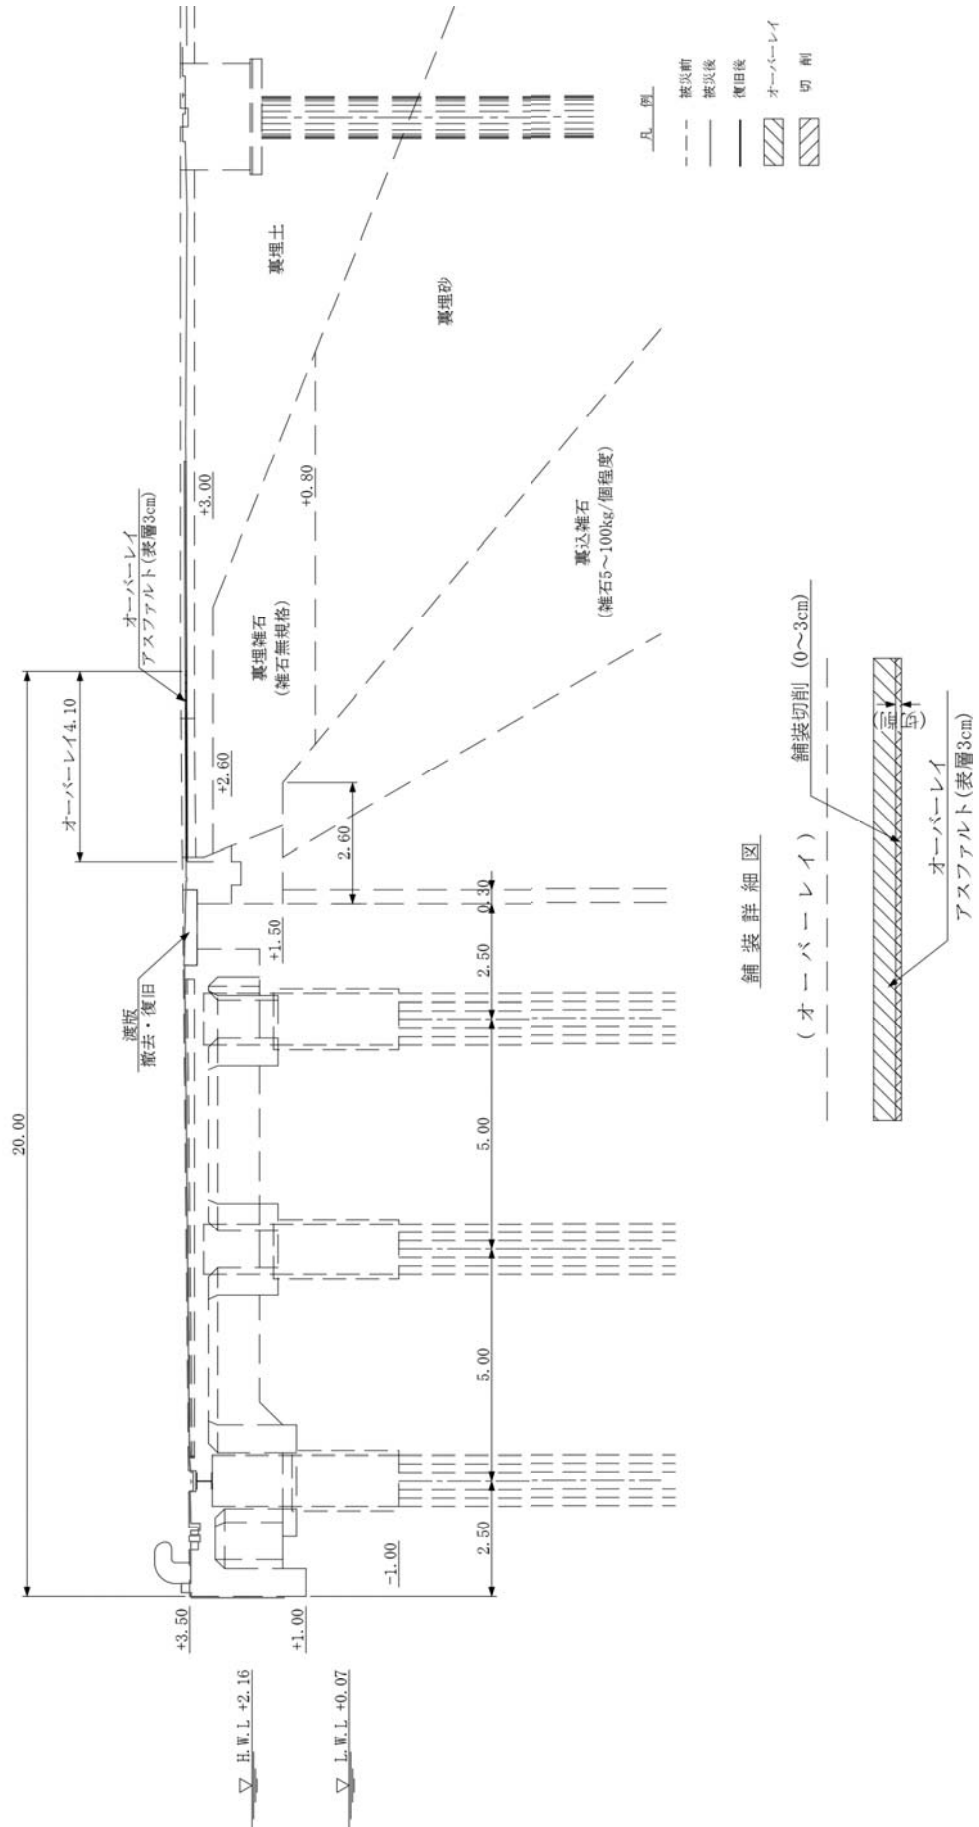 20.00
オーバーレイ4.10
オーバーレイ
アスファルト(表層3cm)
渡版
撤去・復旧
+3.50
+1.00
H.W.L +2.16
L.W.L +0.07
-1.00
+3.00
+2.60
+1.50
+0.80
裏埋土
裏埋砂
裏埋雑石
(雑石無規格)
裏込雑石
(雑石5～100kg/個程度)
2.60
2.50
5.00
5.00
2.50
0.30
凡 例
被災前
被災後
復旧後
オーバーレイ
切 削
舗装詳細図
(オーバーレイ)
舗装切削 (0～3cm)
(切削)
オーバーレイ
アスファルト(表層3cm)